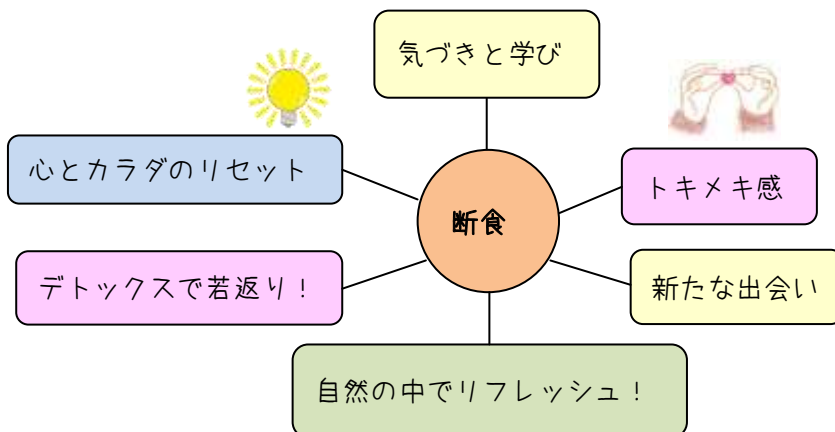 気づきと学び
心とカラダのリセット
トキメキ感
断食
デトックスで若返り！
新たな出会い
自然の中でリフレッシュ！